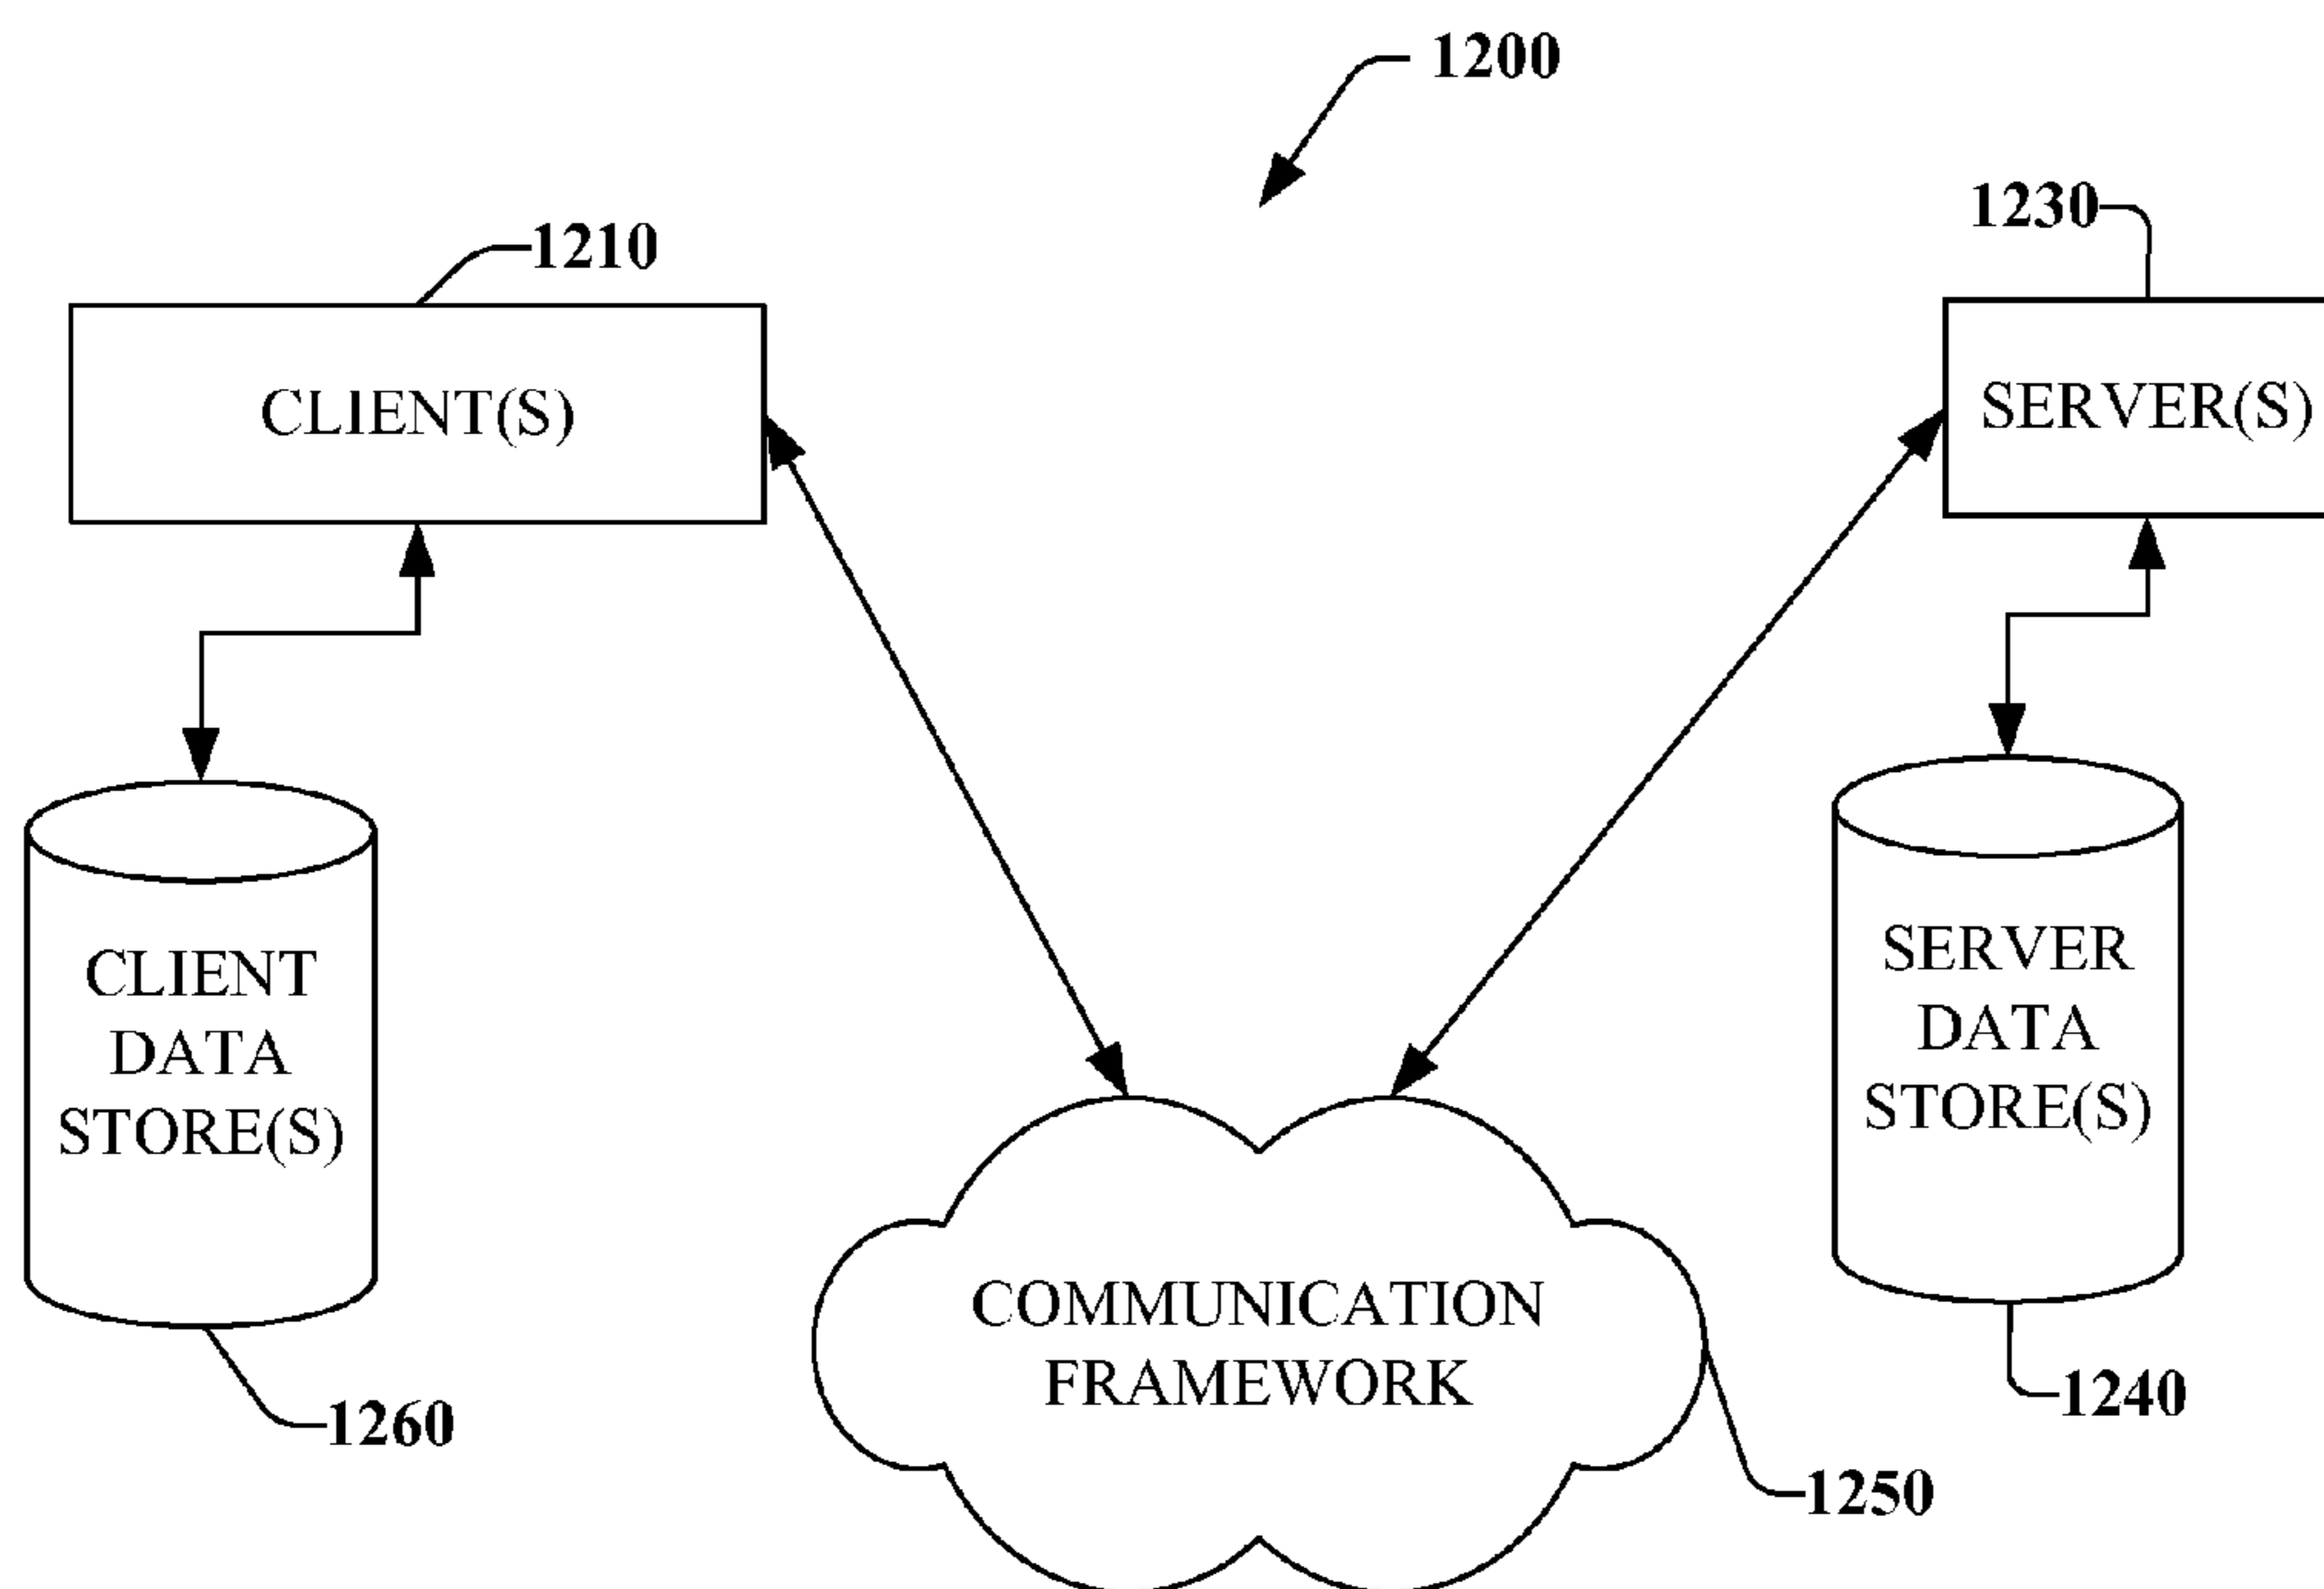 1200
1210
1230
CLIENT(S)
SERVER(S)
CLIENT
DATA
STORE(S)
SERVER
DATA
STORE(S)
COMMUNICATION
FRAMEWORK
1260
1240
1250